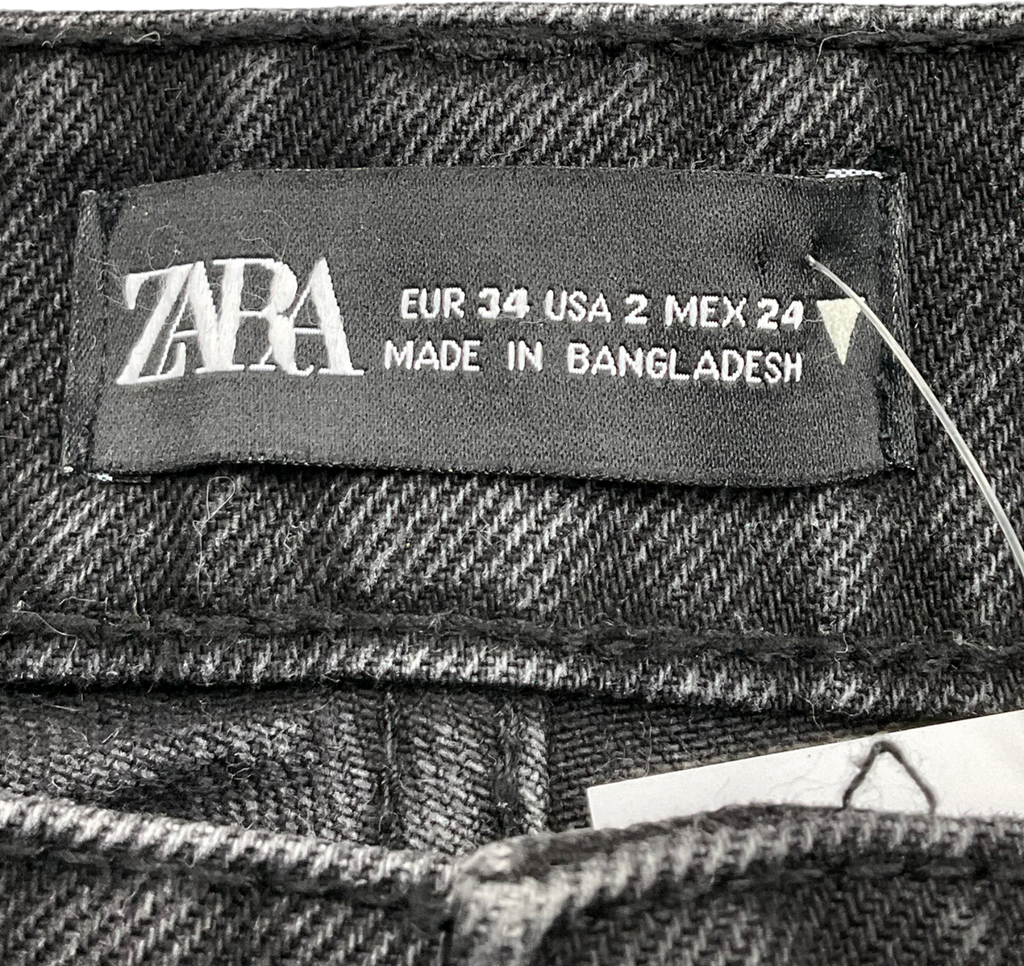 ZARA
EUR 34 USA 2 MEX 24
MADE IN BANGLADESH